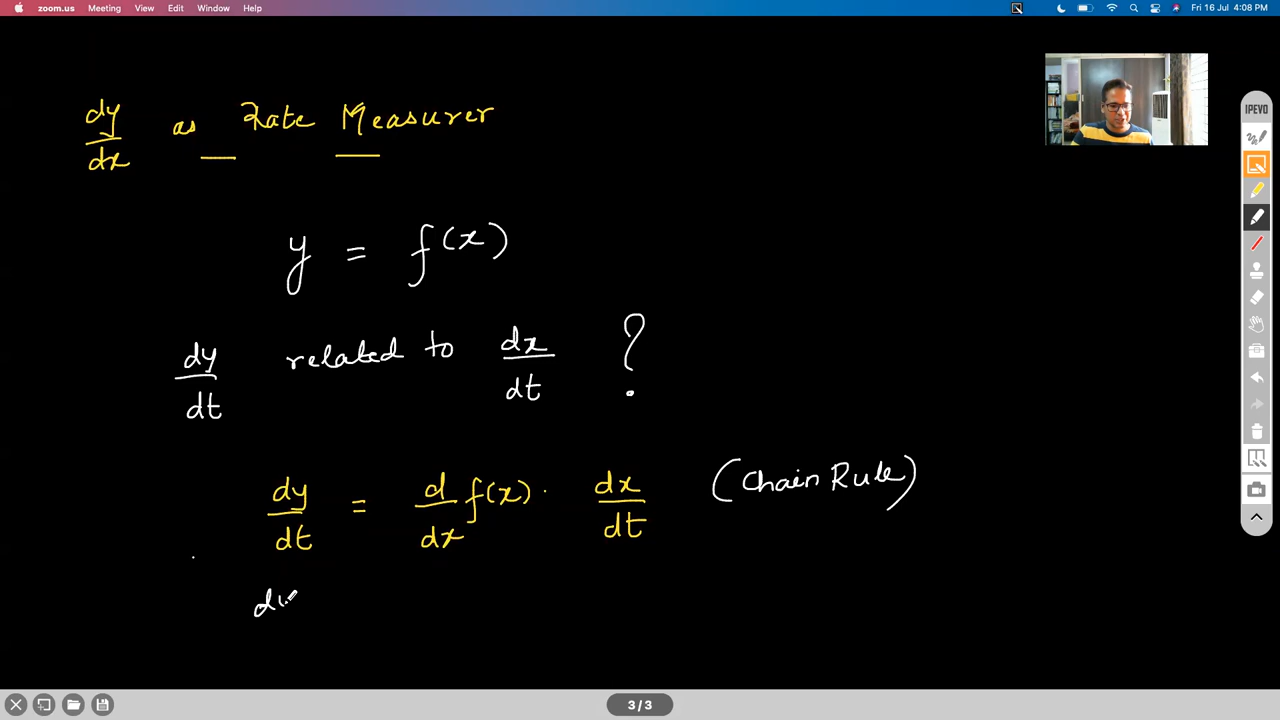 zoom.us Meeting View Edit Window Help Fri 16 Jul 4:08 PM
dy/dx as Rate Measurer
IPEVO
y = f(x)
dy/dt related to dx/dt ?
dy/dt = d/dx f(x) . dx/dt (Chain Rule)
3/3